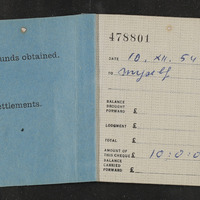 unds obtained.
ettlements.
478801
DATE 10. XII. 54
TO myself
BALANCE
BROUGHT
FORWARD £
LODGMENT £
TOTAL £
AMOUNT OF
THIS CHEQUE £ 10:0:0
BALANCE
CARRIED
FORWARD £